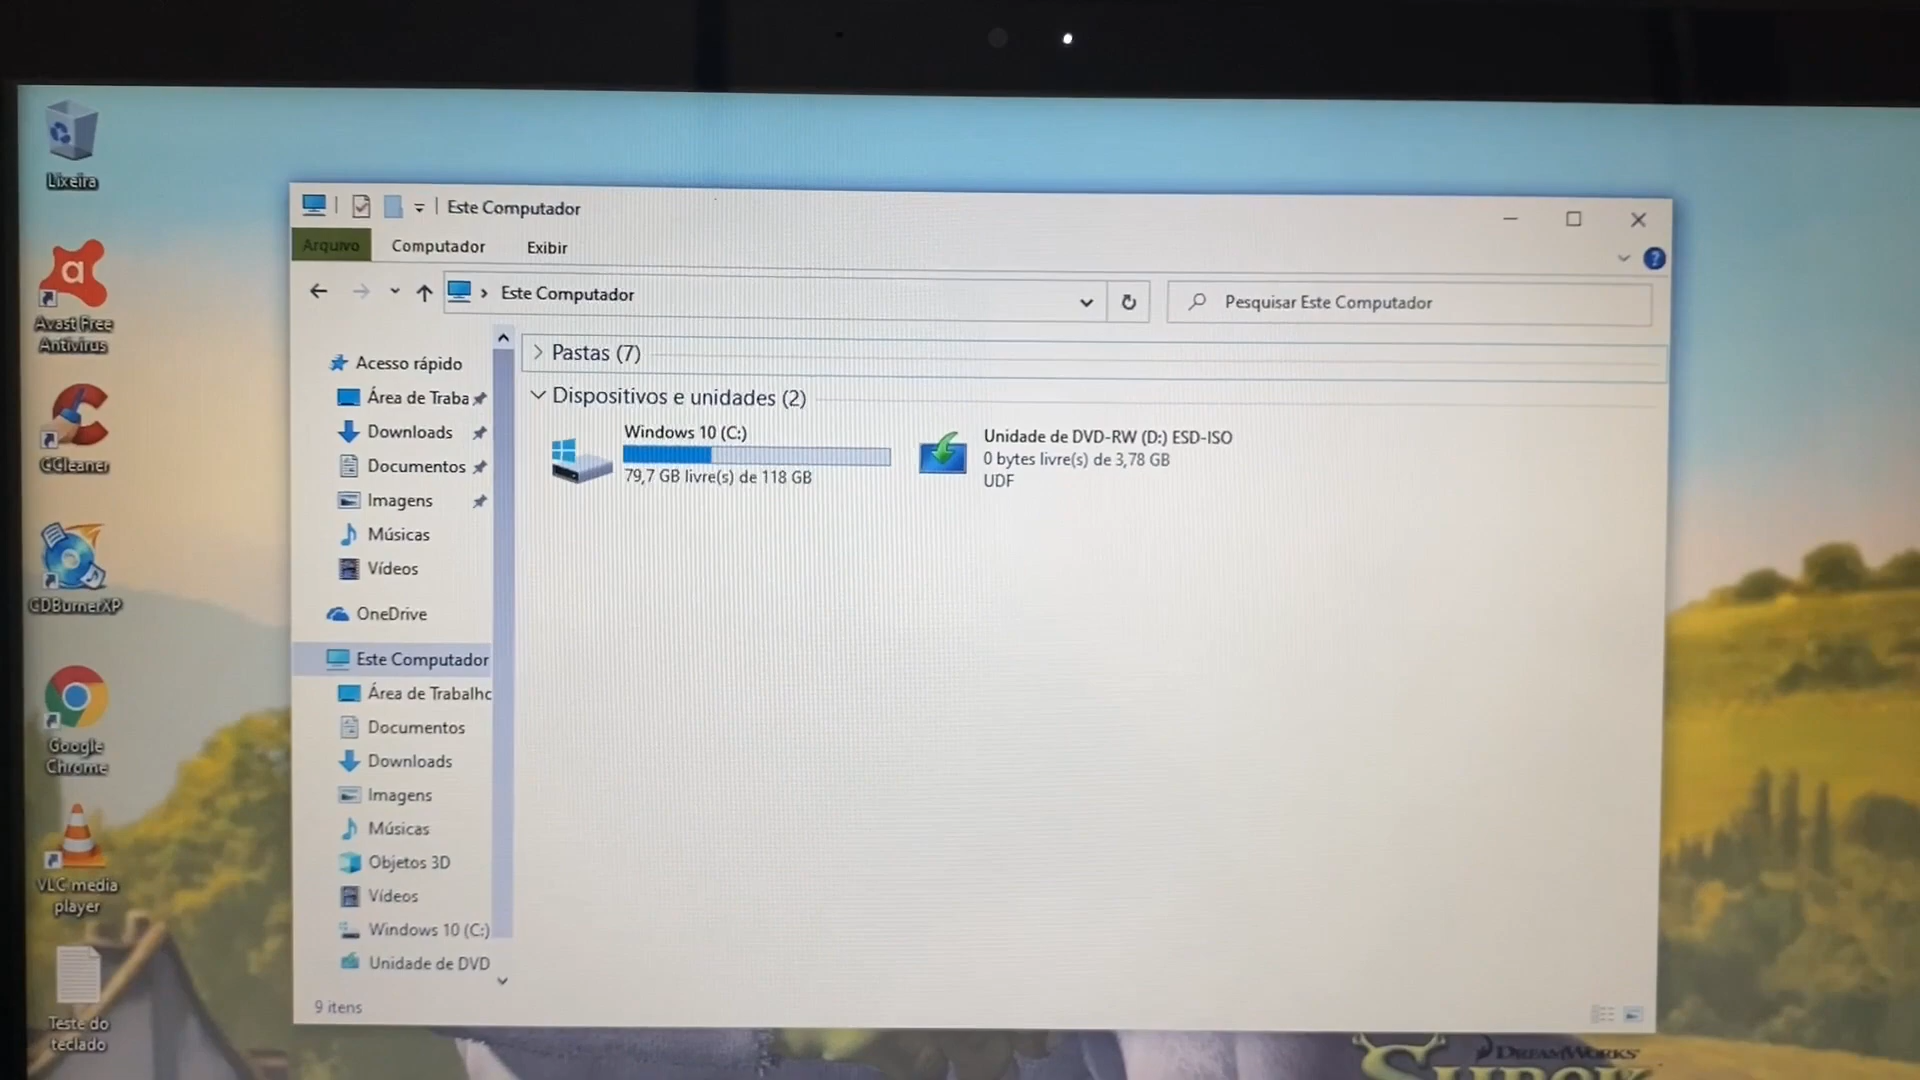 Lixeira
Avast Free
Antivirus
CCleaner
CDBurnerXP
Google
Chrome
VLC media
player
Teste do
teclado
Este Computador
Arquivo
Computador
Exibir
Este Computador
Pesquisar Este Computador
Acesso rápido
Área de Traba
Downloads
Documentos
Imagens
Músicas
Vídeos
OneDrive
Este Computador
Área de Trabalho
Documentos
Downloads
Imagens
Músicas
Objetos 3D
Vídeos
Windows 10 (C:)
Unidade de DVD
Pastas (7)
Dispositivos e unidades (2)
Windows 10 (C:)
79,7 GB livre(s) de 118 GB
Unidade de DVD-RW (D:) ESD-ISO
0 bytes livre(s) de 3,78 GB
UDF
9 itens
DREAMWORKS